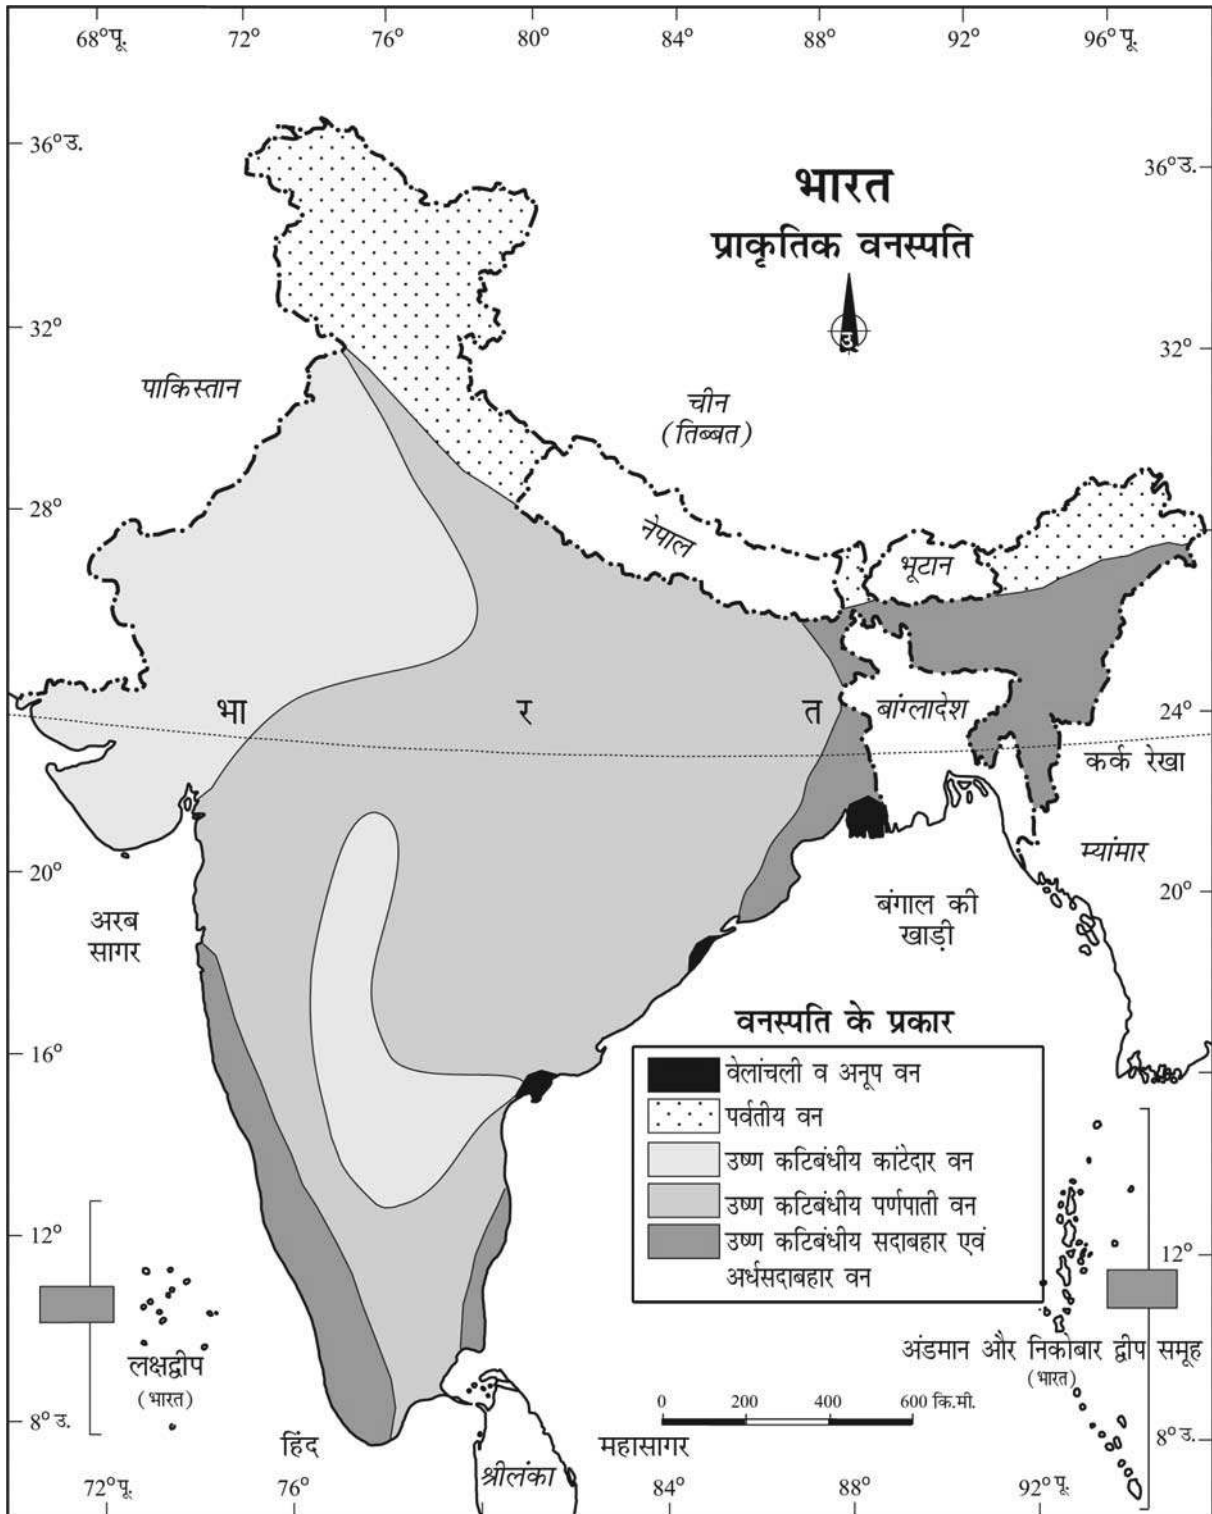 68°पू. 72° 76° 80° 84° 88° 92° 96°पू.
36°उ.
36°उ.
भारत
प्राकृतिक वनस्पति
उ
32°
32°
पाकिस्तान
चीन
(तिब्बत)
28°
नेपाल
भूटान
भा र त
बांग्लादेश
24°
कर्क रेखा
म्यांमार
20°
20°
अरब
सागर
बंगाल की
खाड़ी
16°
वनस्पति के प्रकार
वेलांचली व अनूप वन
पर्वतीय वन
उष्ण कटिबंधीय कांटेदार वन
उष्ण कटिबंधीय पर्णपाती वन
उष्ण कटिबंधीय सदाबहार एवं
अर्धसदाबहार वन
12°
12°
लक्षद्वीप
(भारत)
अंडमान और निकोबार द्वीप समूह
(भारत)
0 200 400 600 कि.मी.
8°उ.
8°उ.
हिंद महासागर
श्रीलंका
72°पू. 76° 84° 88° 92°पू.